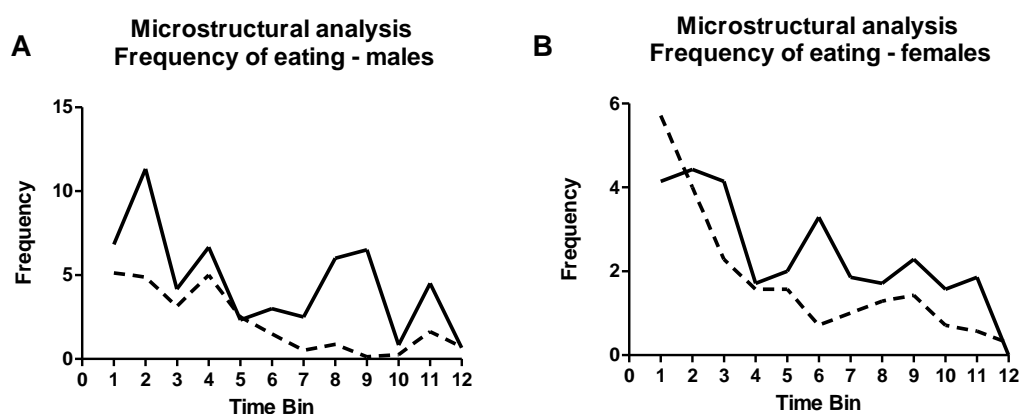 A
Microstructural analysis
Frequency of eating - males
15
10
5
0
Frequency
0 1 2 3 4 5 6 7 8 9 10 11 12
Time Bin
B
Microstructural analysis
Frequency of eating - females
6
4
2
0
Frequency
0 1 2 3 4 5 6 7 8 9 10 11 12
Time Bin